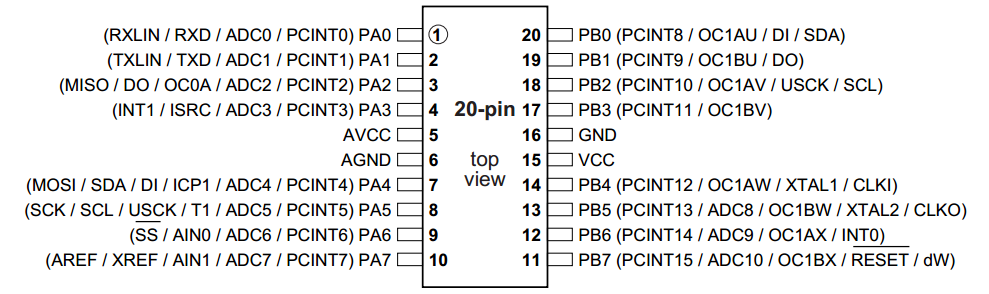 (RXLIN / RXD / ADC0 / PCINT0) PA0 1 20 PB0 (PCINT8 / OC1AU / DI / SDA)
(TXLIN / TXD / ADC1 / PCINT1) PA1 2 19 PB1 (PCINT9 / OC1BU / DO)
(MISO / DO / OC0A / ADC2 / PCINT2) PA2 3 18 PB2 (PCINT10 / OC1AV / USCK / SCL)
(INT1 / ISRC / ADC3 / PCINT3) PA3 4 20-pin 17 PB3 (PCINT11 / OC1BV)
AVCC 5 16 GND
AGND 6 top 15 VCC
(MOSI / SDA / DI / ICP1 / ADC4 / PCINT4) PA4 7 view 14 PB4 (PCINT12 / OC1AW / XTAL1 / CLKI)
(SCK / SCL / USCK / T1 / ADC5 / PCINT5) PA5 8 13 PB5 (PCINT13 / ADC8 / OC1BW / XTAL2 / CLKO)
(SS / AIN0 / ADC6 / PCINT6) PA6 9 12 PB6 (PCINT14 / ADC9 / OC1AX / INT0)
(AREF / XREF / AIN1 / ADC7 / PCINT7) PA7 10 11 PB7 (PCINT15 / ADC10 / OC1BX / RESET / dW)